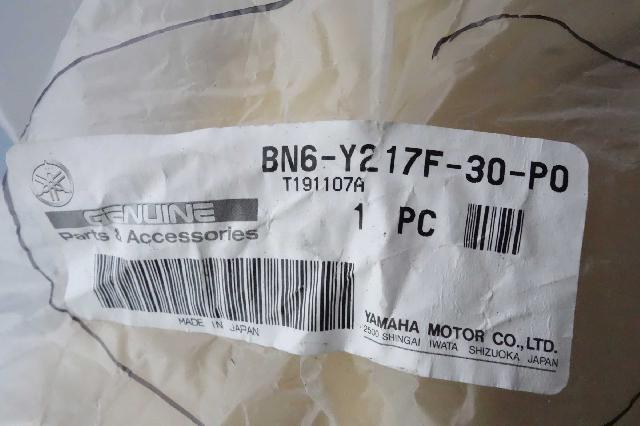 BN6-Y217F-30-P0
T191107A
GENUINE
Parts & Accessories
1 PC
MADE IN JAPAN
YAMAHA MOTOR CO.,LTD.
2500 SHINGAI IWATA SHIZUOKA JAPAN